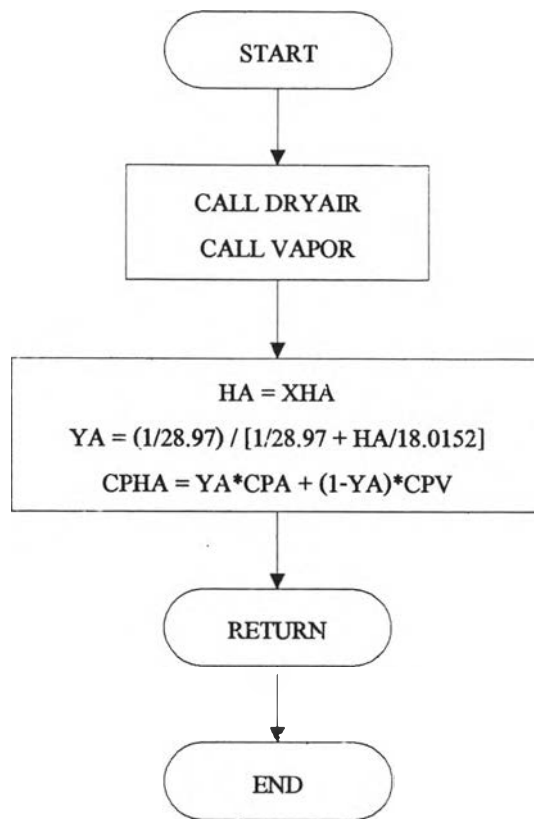 START
CALL DRYAIR
CALL VAPOR
HA = XHA
YA = (1/28.97) / [1/28.97 + HA/18.0152]
CPHA = YA*CPA + (1-YA)*CPV
RETURN
END